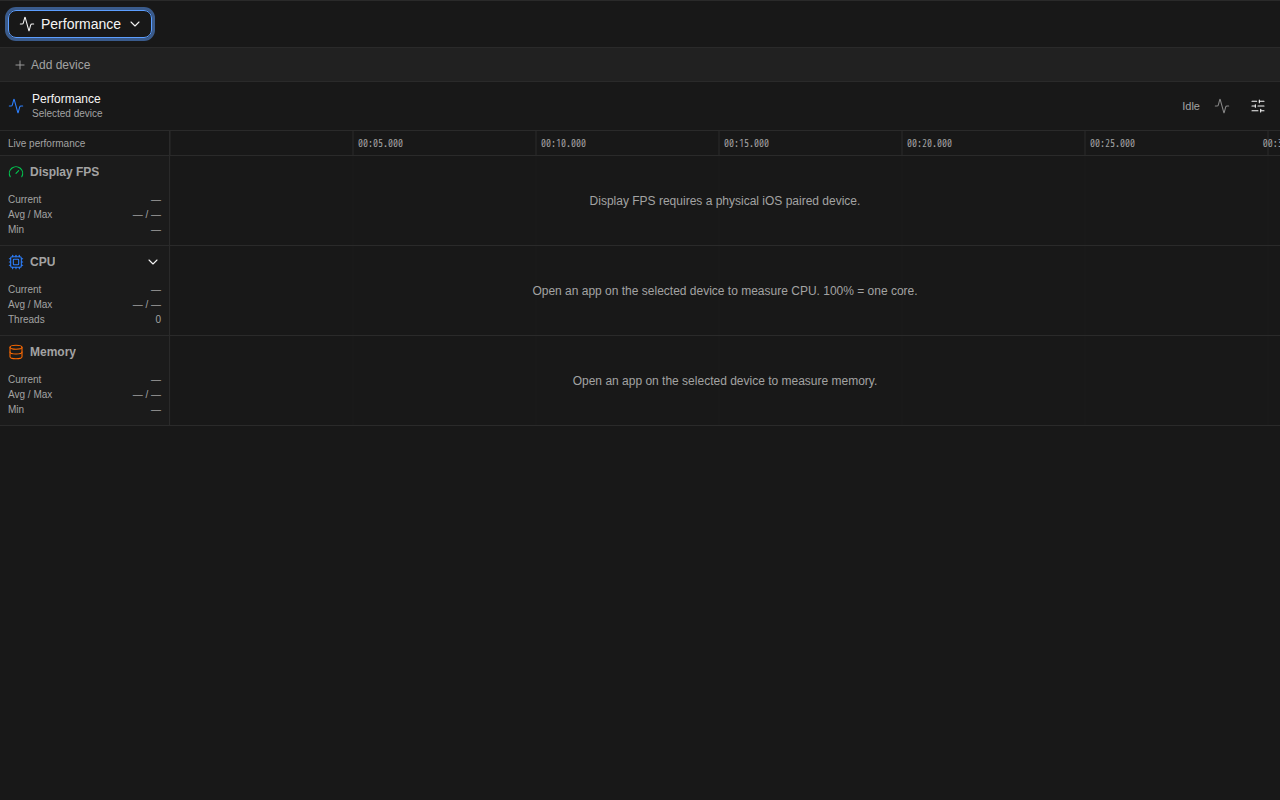 Performance
Add device
Performance
Selected device
Idle
Live performance
00:05.000
00:10.000
00:15.000
00:20.000
00:25.000
Display FPS
Current —
Avg / Max — / —
Min —
Display FPS requires a physical iOS paired device.
CPU
Current —
Avg / Max — / —
Threads 0
Open an app on the selected device to measure CPU. 100% = one core.
Memory
Current —
Avg / Max — / —
Min —
Open an app on the selected device to measure memory.